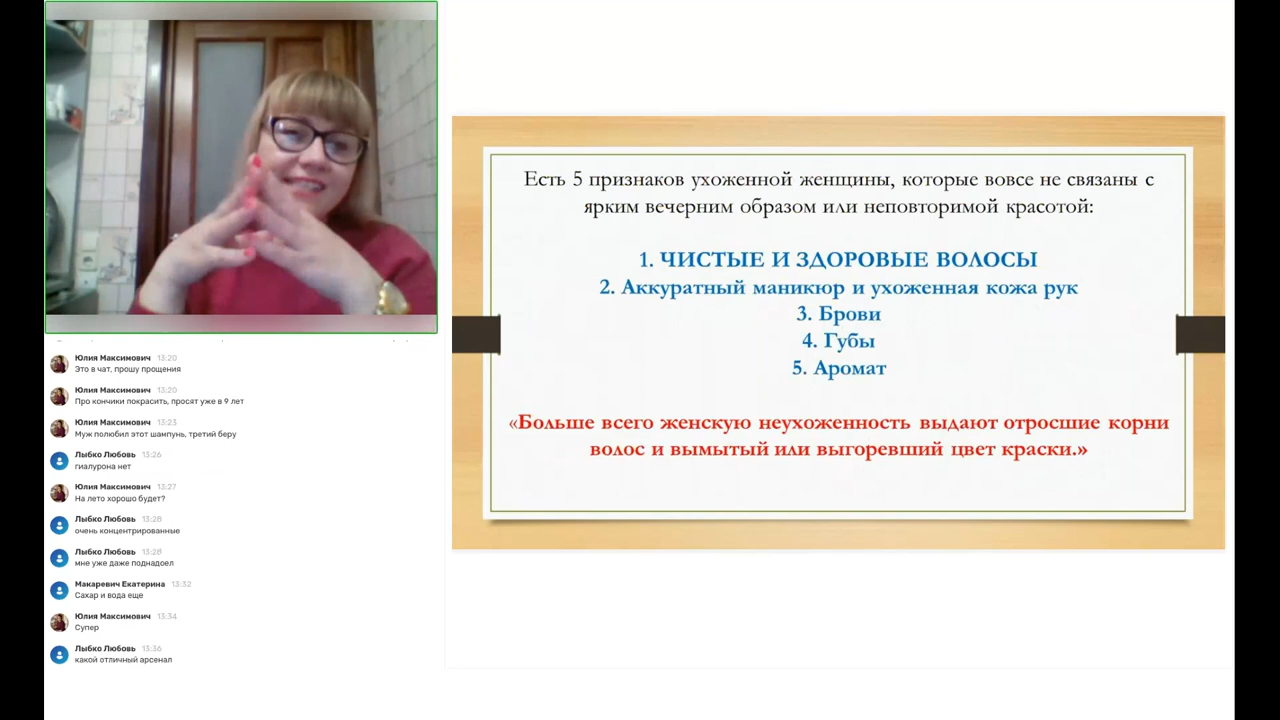 Юлия Максимович 13:20
Это в чат, прошу прощения
Юлия Максимович 13:20
Про кончики покрасить, просят уже в 9 лет
Юлия Максимович 13:23
Муж полюбил этот шампунь, третий беру
Лыбко Любовь 13:26
гиалурона нет
Юлия Максимович 13:27
На лето хорошо будет?
Лыбко Любовь 13:28
очень концентрированные
Лыбко Любовь 13:28
мне уже даже поднадоел
Макаревич Екатерина 13:32
Сахар и вода еще
Юлия Максимович 13:34
Супер
Лыбко Любовь 13:36
какой отличный арсенал
Есть 5 признаков ухоженной женщины, которые вовсе не связаны с
ярким вечерним образом или неповторимой красотой:
1. ЧИСТЫЕ И ЗДОРОВЫЕ ВОЛОСЫ
2. Аккуратный маникюр и ухоженная кожа рук
3. Брови
4. Губы
5. Аромат
«Больше всего женскую неухоженность выдают отросшие корни
волос и вымытый или выгоревший цвет краски.»